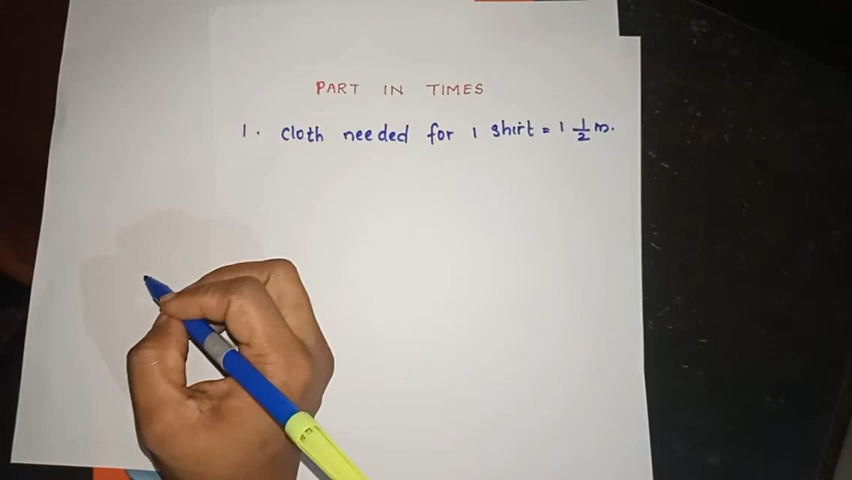 PART IN TIMES
1. Cloth needed for 1 shirt = 1 1/2 m.